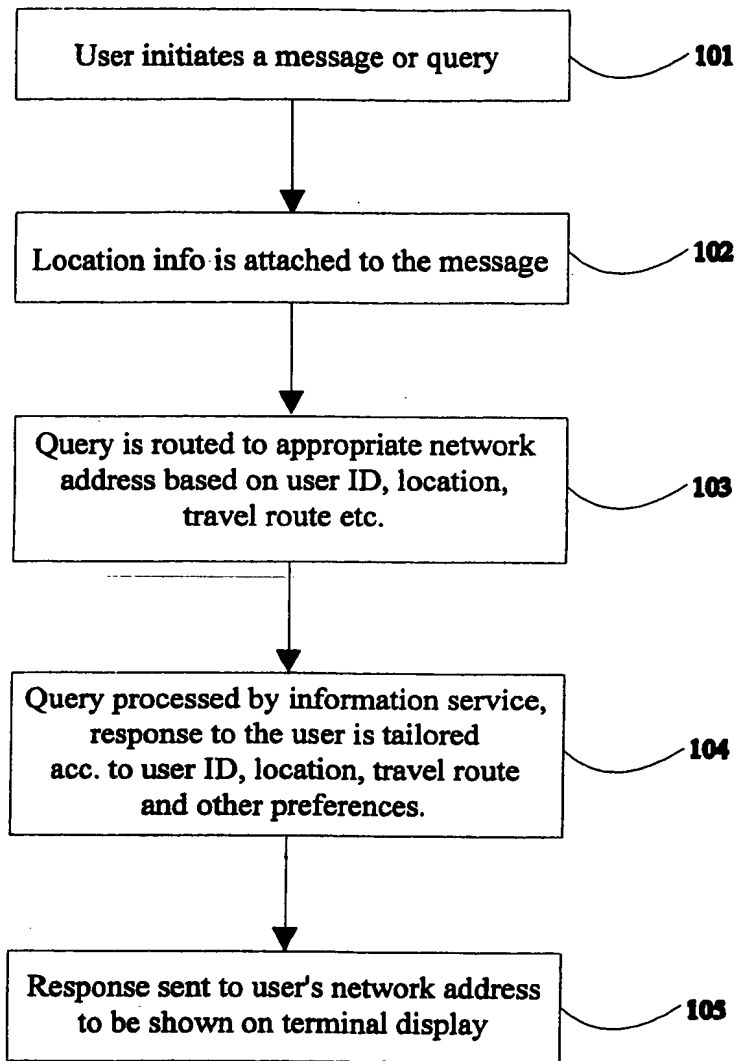 User initiates a message or query
101
Location info is attached to the message
102
Query is routed to appropriate network
address based on user ID, location,
travel route etc.
103
Query processed by information service,
response to the user is tailored
acc. to user ID, location, travel route
and other preferences.
104
Response sent to user's network address
to be shown on terminal display
105